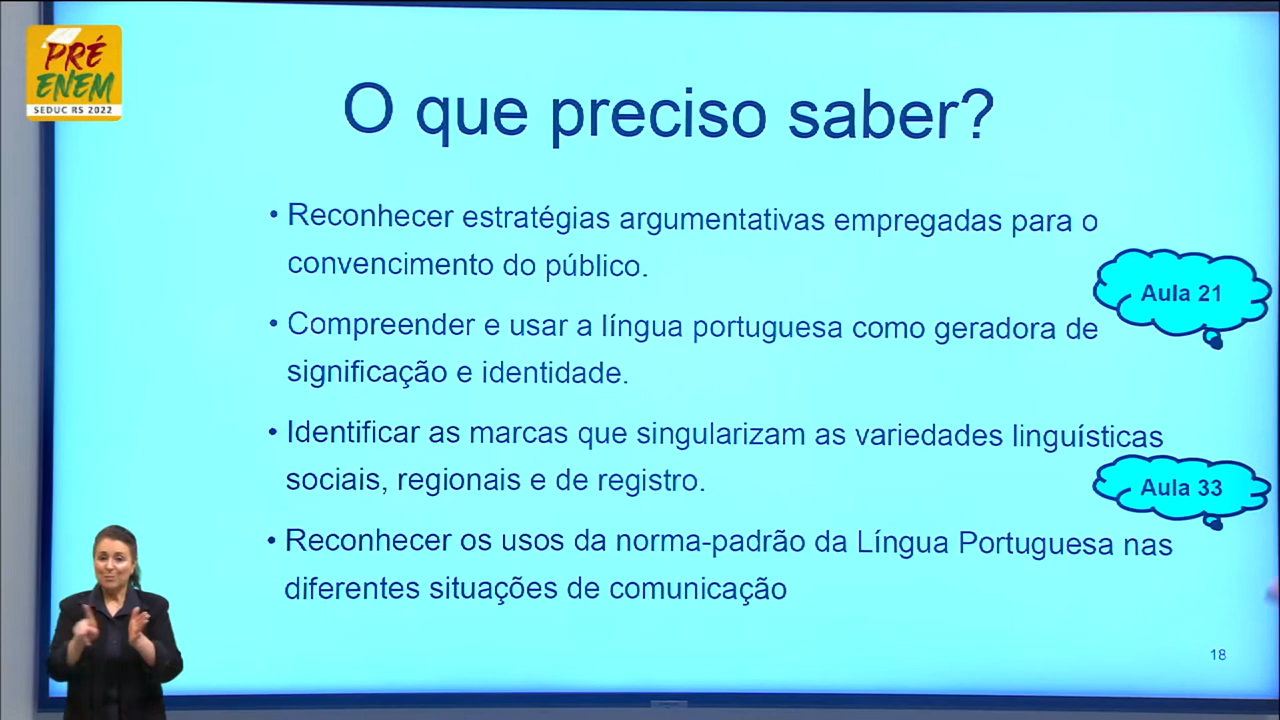 PRÉ
ENEM
SEDUC RS 2022
O que preciso saber?
• Reconhecer estratégias argumentativas empregadas para o
convencimento do público.
Aula 21
• Compreender e usar a língua portuguesa como geradora de
significação e identidade.
• Identificar as marcas que singularizam as variedades linguísticas
sociais, regionais e de registro.
Aula 33
• Reconhecer os usos da norma-padrão da Língua Portuguesa nas
diferentes situações de comunicação
18